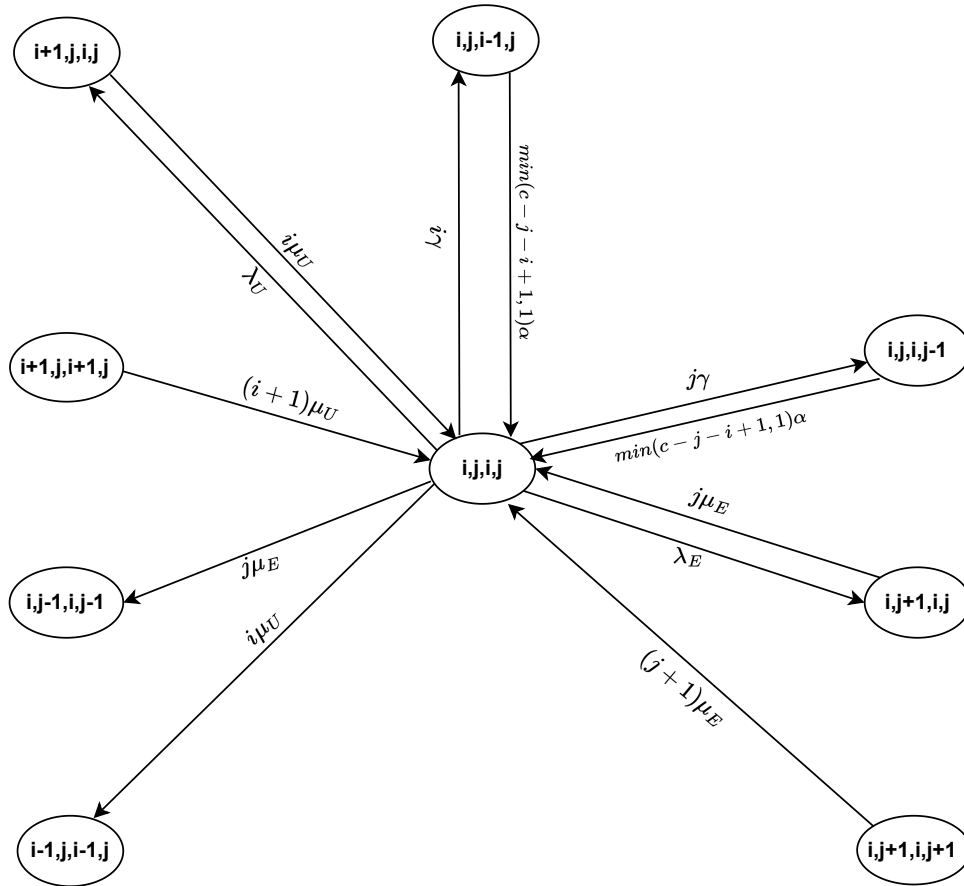 i+1,j,i,j
i,j,i-1,j
iμ_U
λ_U
iγ
min(c − j − i + 1, 1)α
i+1,j,i+1,j
(i + 1)μ_U
jγ
i,j,i,j-1
min(c − j − i + 1, 1)α
i,j,i,j
jμ_E
jμ_E
λ_E
i,j-1,i,j-1
i,j+1,i,j
iμ_U
(j + 1)μ_E
i-1,j,i-1,j
i,j+1,i,j+1